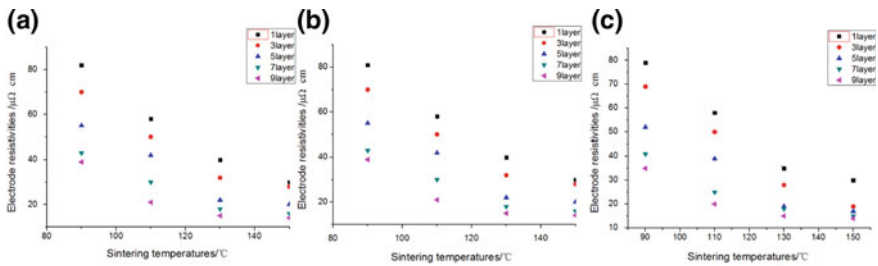 (a)
1layer
3layer
5layer
7layer
9layer
80
60
40
20
Electrode resistivities /μΩ cm
80 100 120 140
Sintering temperatures/℃
(b)
1layer
3layer
5layer
7layer
9layer
80
60
40
20
Electrode resistivities /μΩ cm
80 100 120 140
Sintering temperatures/℃
(c)
1layer
3layer
5layer
7layer
9layer
80
70
60
50
40
30
20
10
Electrode resistivities /μΩ cm
90 100 110 120 130 140 150
Sintering temperatures/℃